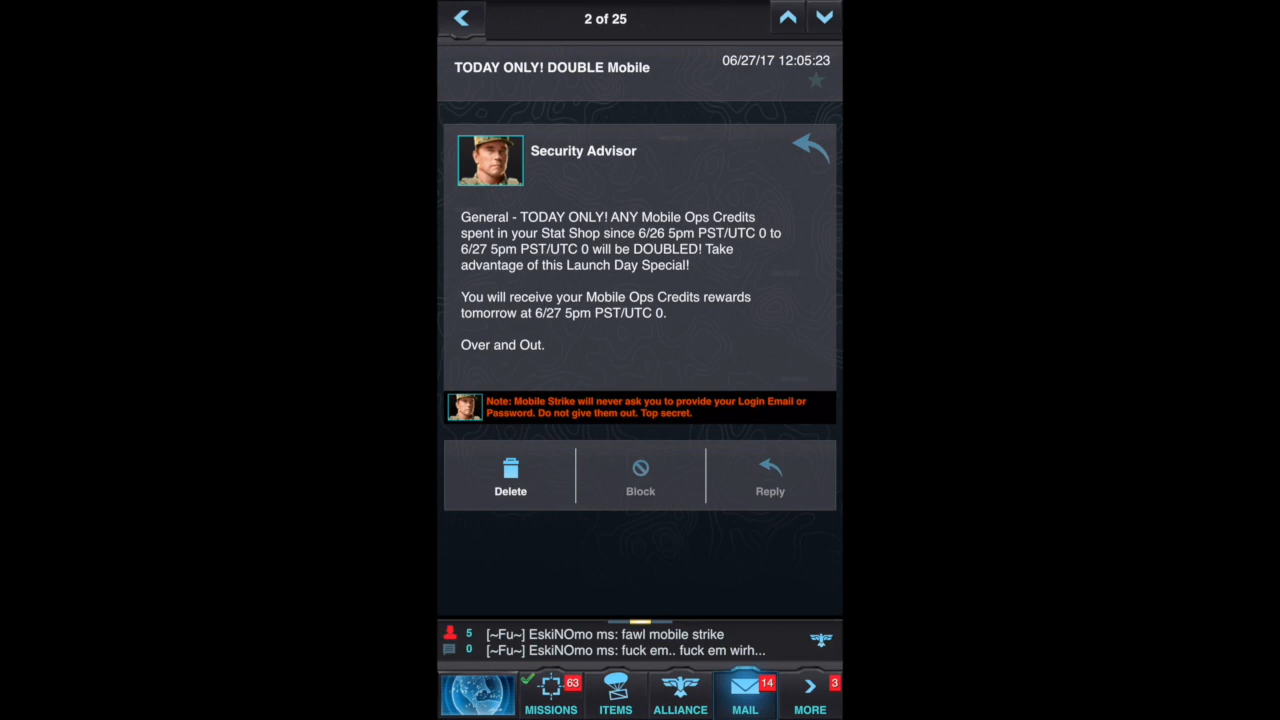 2 of 25
TODAY ONLY! DOUBLE Mobile
06/27/17 12:05:23
Security Advisor
General - TODAY ONLY! ANY Mobile Ops Credits
spent in your Stat Shop since 6/26 5pm PST/UTC 0 to
6/27 5pm PST/UTC 0 will be DOUBLED! Take
advantage of this Launch Day Special!
You will receive your Mobile Ops Credits rewards
tomorrow at 6/27 5pm PST/UTC 0.
Over and Out.
Note: Mobile Strike will never ask you to provide your Login Email or
Password. Do not give them out. Top secret.
Delete
Block
Reply
5 [~Fu~] EskiNOmo ms: fawl mobile strike
0 [~Fu~] EskiNOmo ms: fuck em.. fuck em wirh...
63
14
3
MISSIONS
ITEMS
ALLIANCE
MAIL
MORE